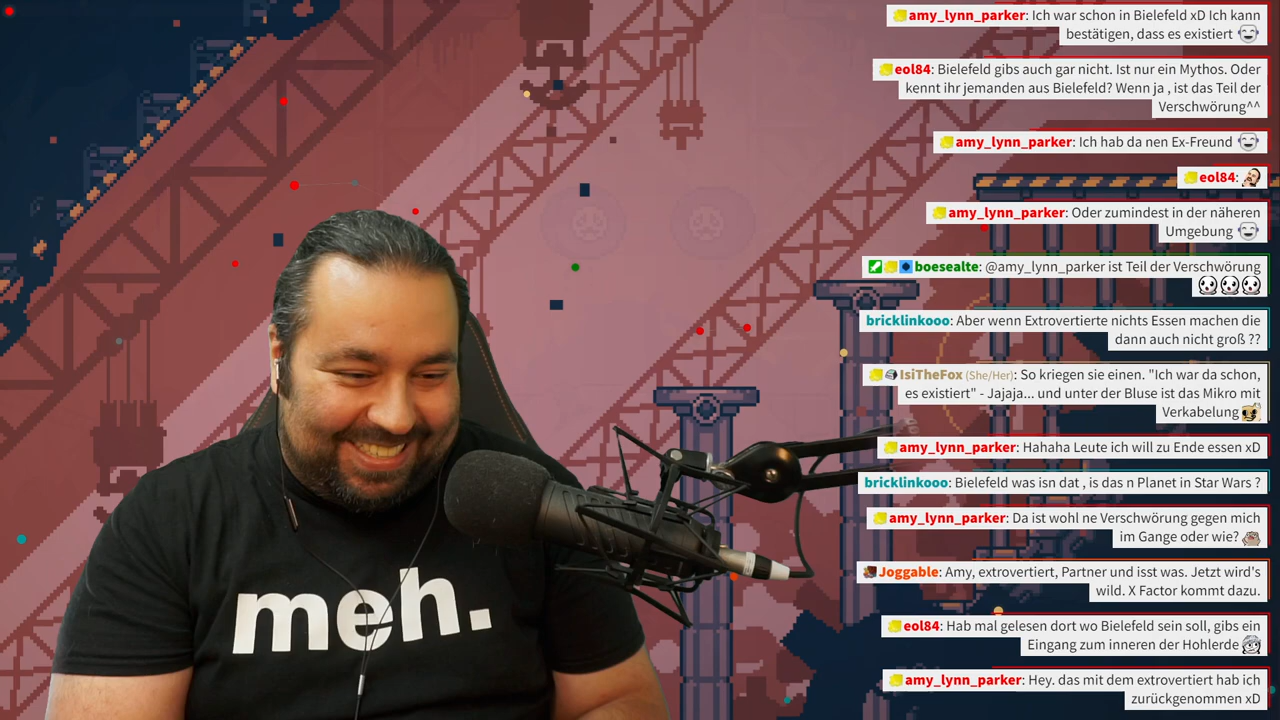 amy_lynn_parker: Ich war schon in Bielefeld xD Ich kann
bestätigen, dass es existiert
eol84: Bielefeld gibs auch gar nicht. Ist nur ein Mythos. Oder
kennt ihr jemanden aus Bielefeld? Wenn ja , ist das Teil der
Verschwörung^^
amy_lynn_parker: Ich hab da nen Ex-Freund
eol84:
amy_lynn_parker: Oder zumindest in der näheren
Umgebung
boesealte: @amy_lynn_parker ist Teil der Verschwörung
bricklinkooo: Aber wenn Extrovertierte nichts Essen machen die
dann auch nicht groß ??
IsiTheFox (She/Her): So kriegen sie einen. "Ich war da schon,
es existiert" - Jajaja... und unter der Bluse ist das Mikro mit
Verkabelung
amy_lynn_parker: Hahaha Leute ich will zu Ende essen xD
bricklinkooo: Bielefeld was isn dat , is das n Planet in Star Wars ?
amy_lynn_parker: Da ist wohl ne Verschwörung gegen mich
im Gange oder wie?
Joggable: Amy, extrovertiert, Partner und isst was. Jetzt wird's
wild. X Factor kommt dazu.
eol84: Hab mal gelesen dort wo Bielefeld sein soll, gibs ein
Eingang zum inneren der Hohlerde
amy_lynn_parker: Hey. das mit dem extrovertiert hab ich
zurückgenommen xD
meh.